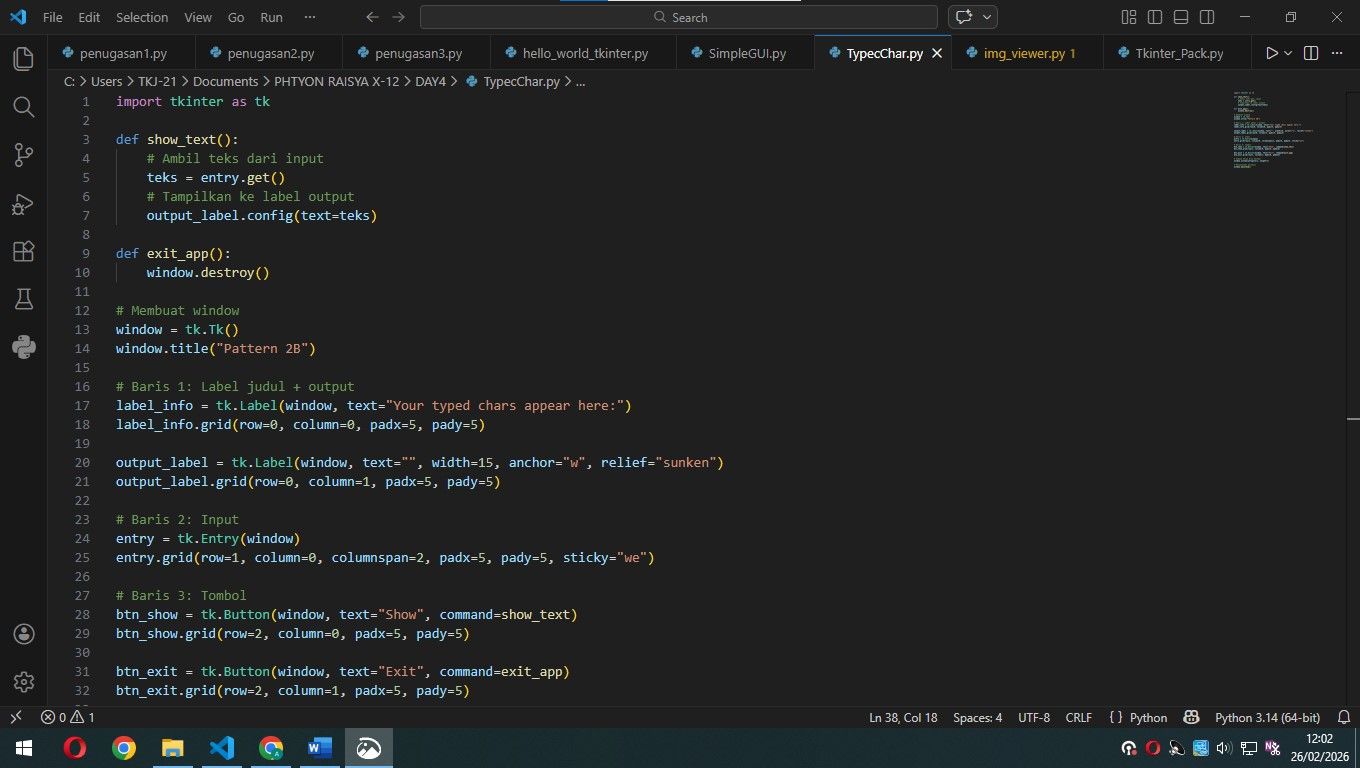 File Edit Selection View Go Run ··· Search
penugasan1.py penugasan2.py penugasan3.py hello_world_tkinter.py SimpleGUI.py TypecChar.py img_viewer.py 1 Tkinter_Pack.py
C: > Users > TKJ-21 > Documents > PHTYON RAISYA X-12 > DAY4 > TypecChar.py > ...
1 import tkinter as tk
2
3 def show_text():
4     # Ambil teks dari input
5     teks = entry.get()
6     # Tampilkan ke label output
7     output_label.config(text=teks)
8
9 def exit_app():
10     window.destroy()
11
12 # Membuat window
13 window = tk.Tk()
14 window.title("Pattern 2B")
15
16 # Baris 1: Label judul + output
17 label_info = tk.Label(window, text="Your typed chars appear here:")
18 label_info.grid(row=0, column=0, padx=5, pady=5)
19
20 output_label = tk.Label(window, text="", width=15, anchor="w", relief="sunken")
21 output_label.grid(row=0, column=1, padx=5, pady=5)
22
23 # Baris 2: Input
24 entry = tk.Entry(window)
25 entry.grid(row=1, column=0, columnspan=2, padx=5, pady=5, sticky="we")
26
27 # Baris 3: Tombol
28 btn_show = tk.Button(window, text="Show", command=show_text)
29 btn_show.grid(row=2, column=0, padx=5, pady=5)
30
31 btn_exit = tk.Button(window, text="Exit", command=exit_app)
32 btn_exit.grid(row=2, column=1, padx=5, pady=5)
0 1 Ln 38, Col 18 Spaces: 4 UTF-8 CRLF { } Python Python 3.14 (64-bit)
12:02
26/02/2026